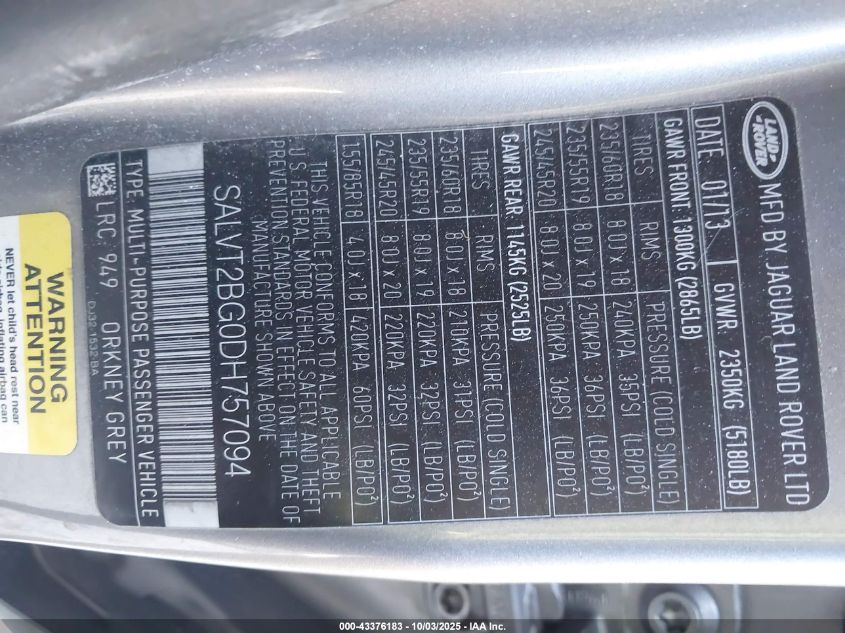 LAND ROVER
MFD BY JAGUAR LAND ROVER LTD
DATE: 01/13 GVWR. 2350KG (5180LB)
GAWR FRONT 1300KG (2865LB)
TIRES RIMS PRESSURE (COLD SINGLE)
235/60R18 8.0J x 18 240KPA 35PSI (LB/PO²)
235/55R19 8.0J x 19 250KPA 36PSI (LB/PO²)
245/45R20 8.0J x 20 250KPA 36PSI (LB/PO²)
GAWR REAR 1145KG (2525LB)
TIRES RIMS PRESSURE (COLD SINGLE)
235/60R18 8.0J x 18 210KPA 31PSI (LB/PO²)
235/55R19 8.0J x 19 220KPA 32PSI (LB/PO²)
245/45R20 8.0J x 20 220KPA 32PSI (LB/PO²)
155/85R18 4.0J x 18 420KPA 60PSI (LB/PO²)
THIS VEHICLE CONFORMS TO ALL APPLICABLE
U.S FEDERAL MOTOR VEHICLE SAFETY AND THEFT
PREVENTION STANDARDS IN EFFECT ON THE DATE OF
MANUFACTURE SHOWN ABOVE
SALVT2BG0DH757094
TYPE: MULTI-PURPOSE PASSENGER VEHICLE
LRC: 949 ORKNEY GREY
DJ32-1532-BA
WARNING
ATTENTION
NEVER let child's head rest near
inflating airbag can
000-43376183 - 10/03/2025 - IAA Inc.